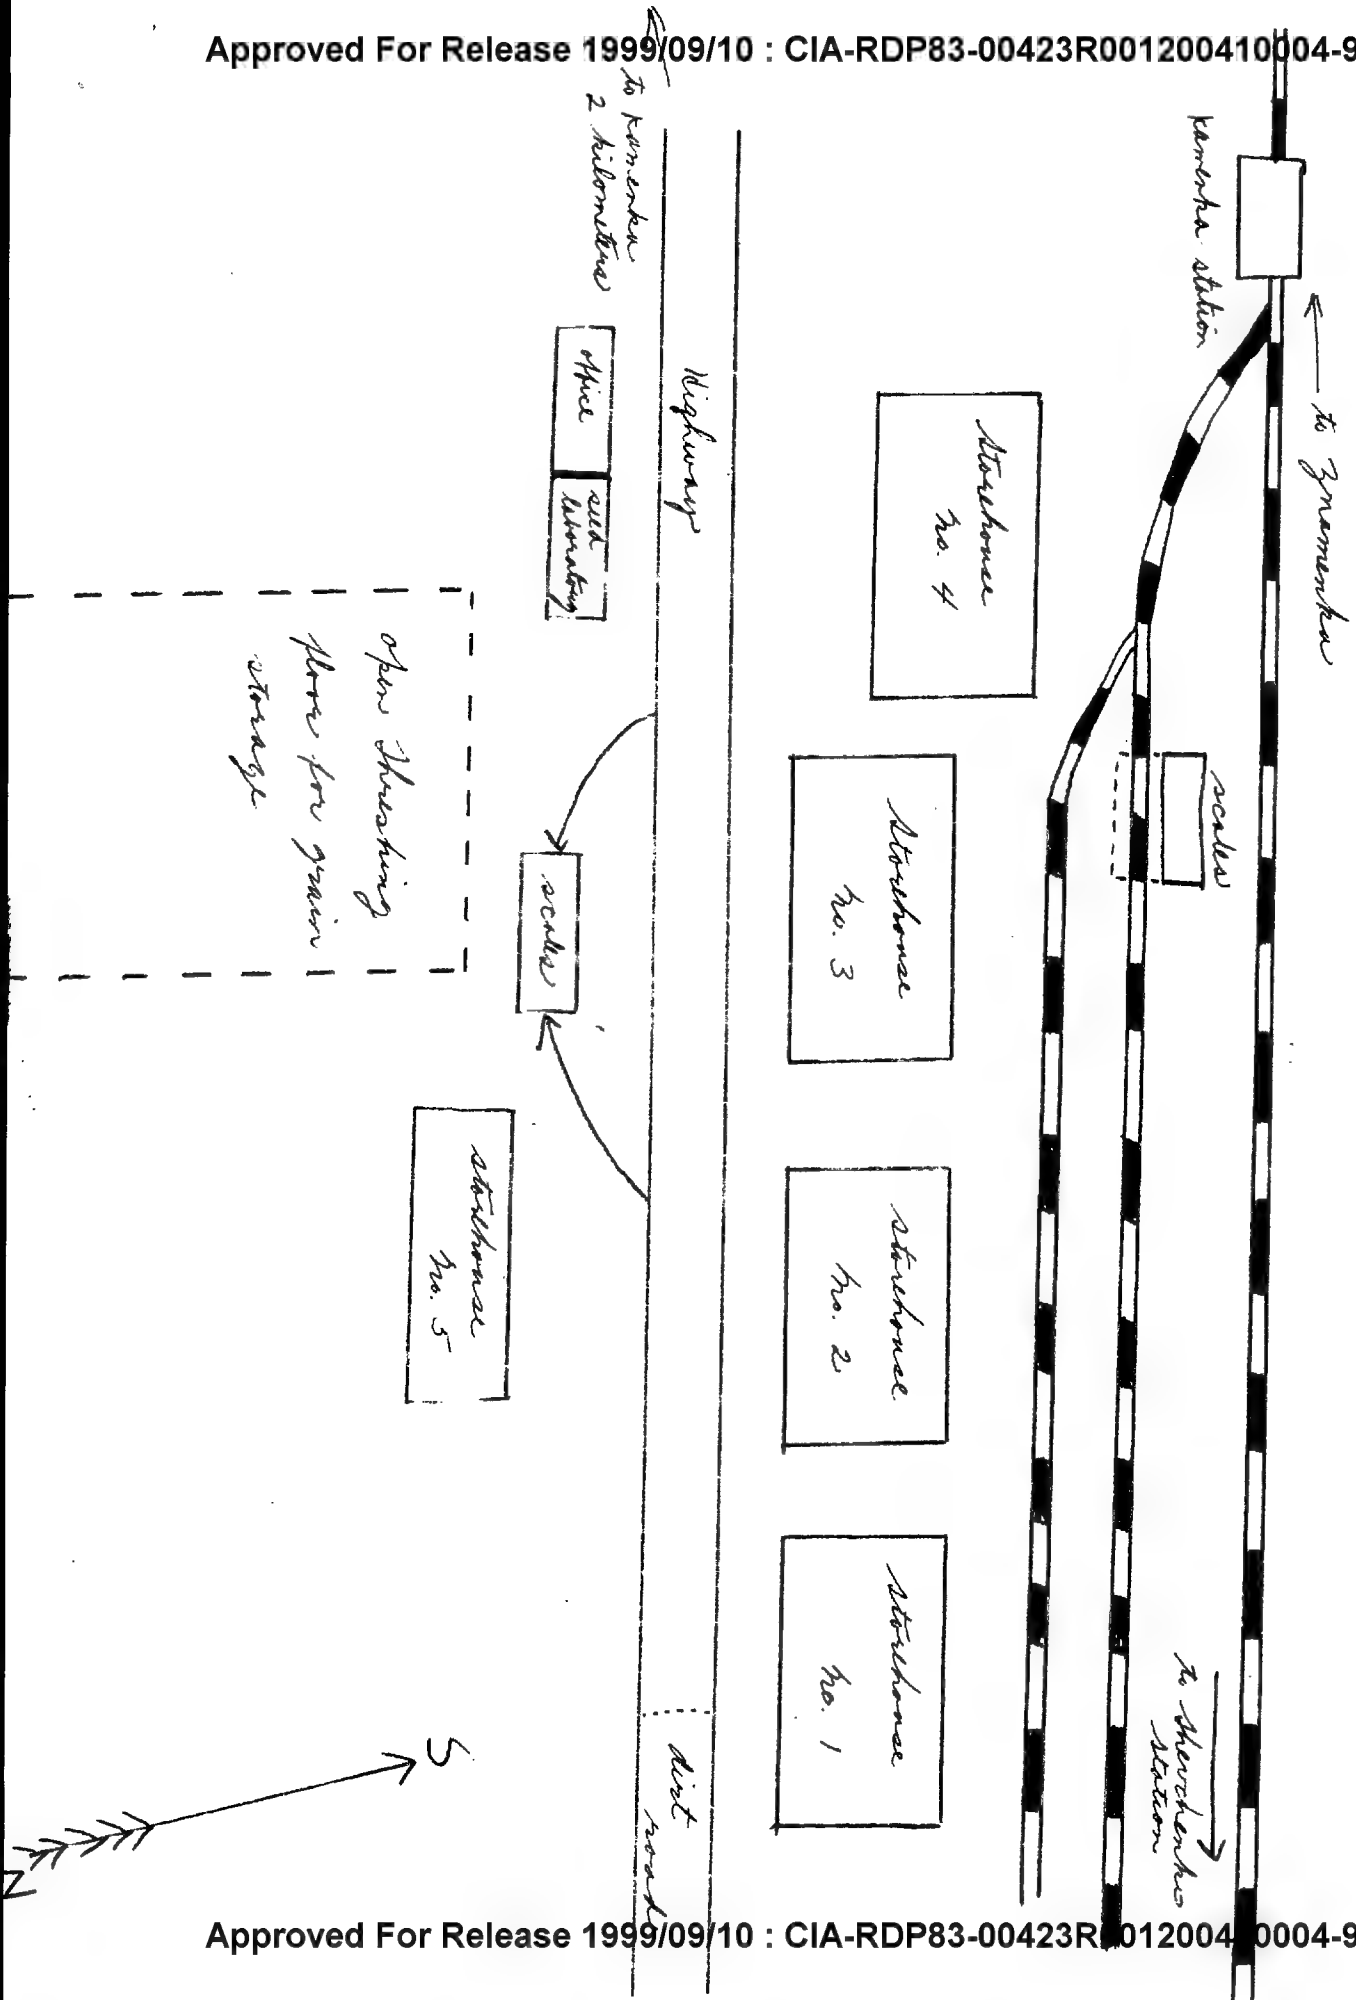 Approved For Release 1999/09/10 : CIA-RDP83-00423R001200410004-9
to Kamenka
2 kilometers
Kamenka station
to Znamenka
Highway
office
seed
laboratory
storehouse
no. 4
open threshing
floor for grain
storage
scales
scales
storehouse
no. 3
storehouse
no. 5
storehouse
no. 2
storehouse
no. 1
to Shevchenko
station
dirt road
S
N
Approved For Release 1999/09/10 : CIA-RDP83-00423R001200410004-9